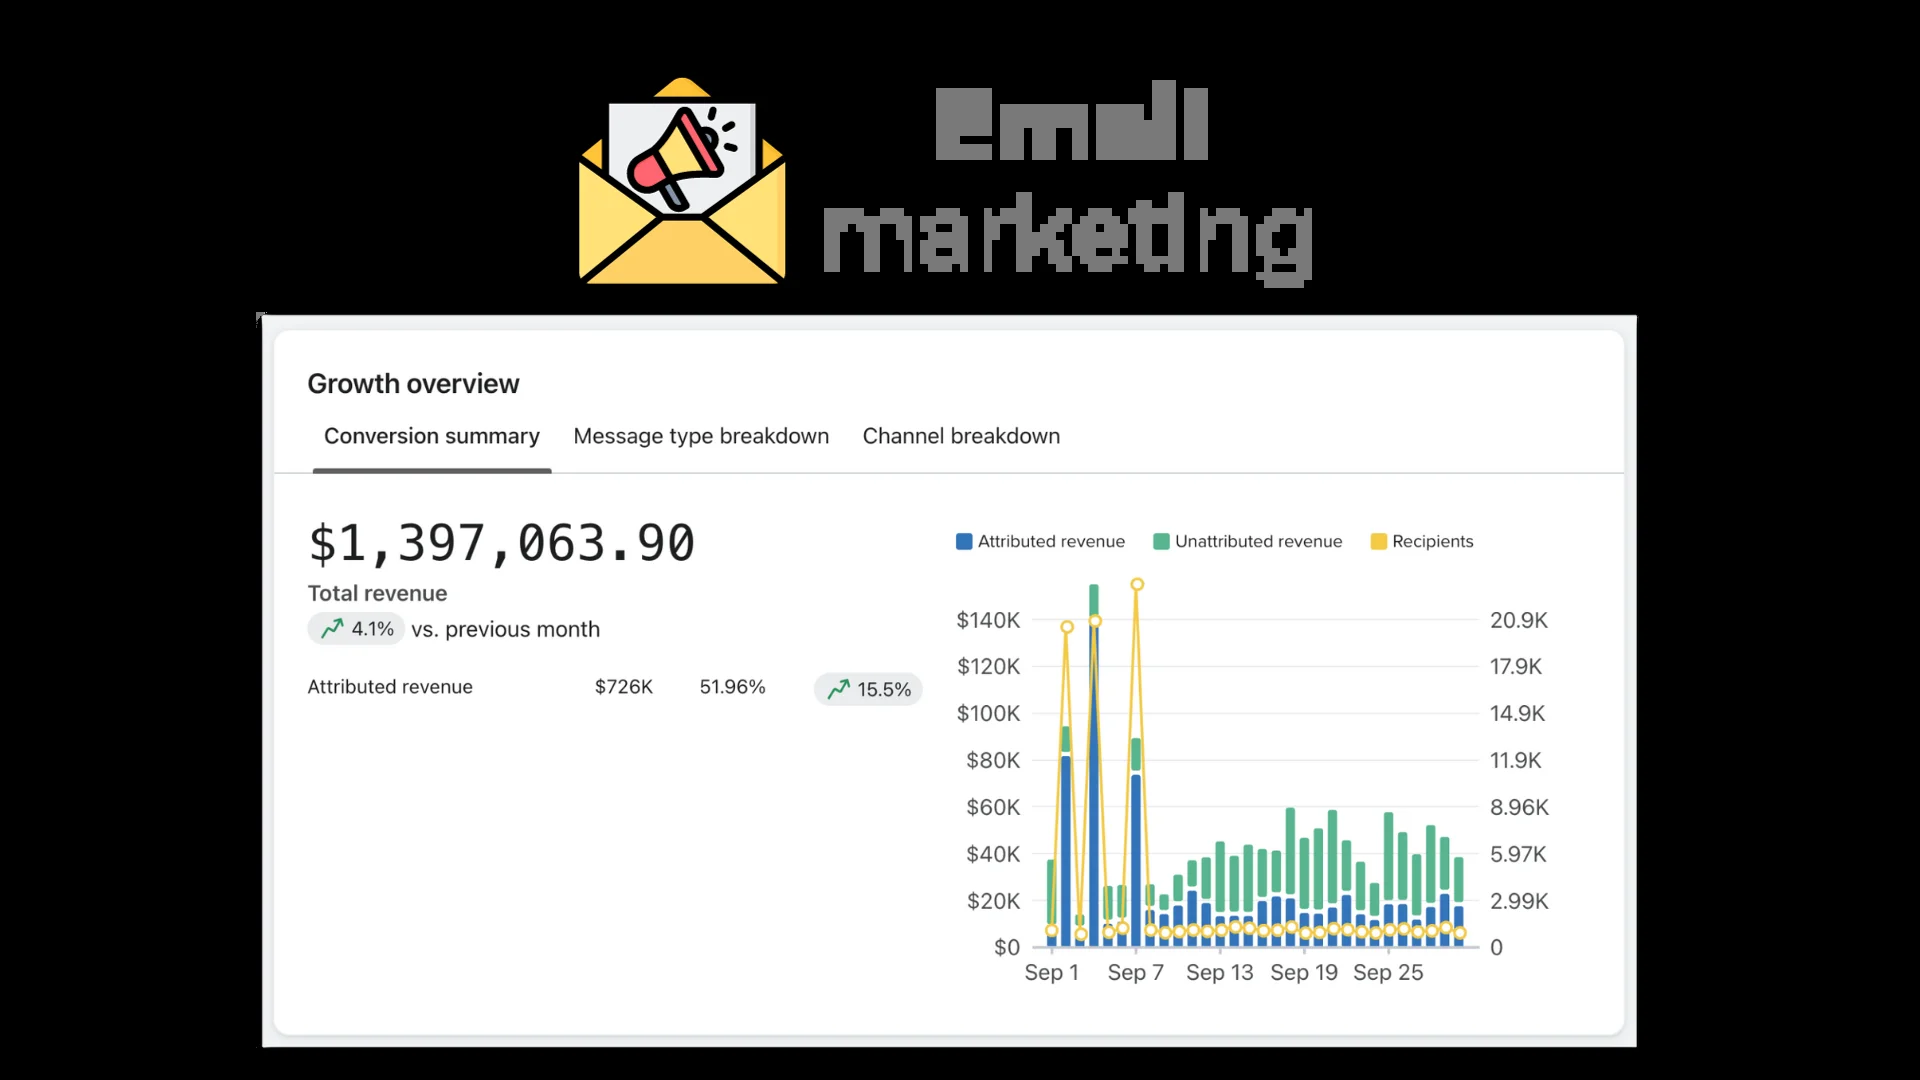 Email
marketing
Growth overview
Conversion summary Message type breakdown Channel breakdown
$1,397,063.90
Total revenue
4.1% vs. previous month
Attributed revenue $726K 51.96% 15.5%
Attributed revenue Unattributed revenue Recipients
$140K 20.9K
$120K 17.9K
$100K 14.9K
$80K 11.9K
$60K 8.96K
$40K 5.97K
$20K 2.99K
$0 0
Sep 1 Sep 7 Sep 13 Sep 19 Sep 25